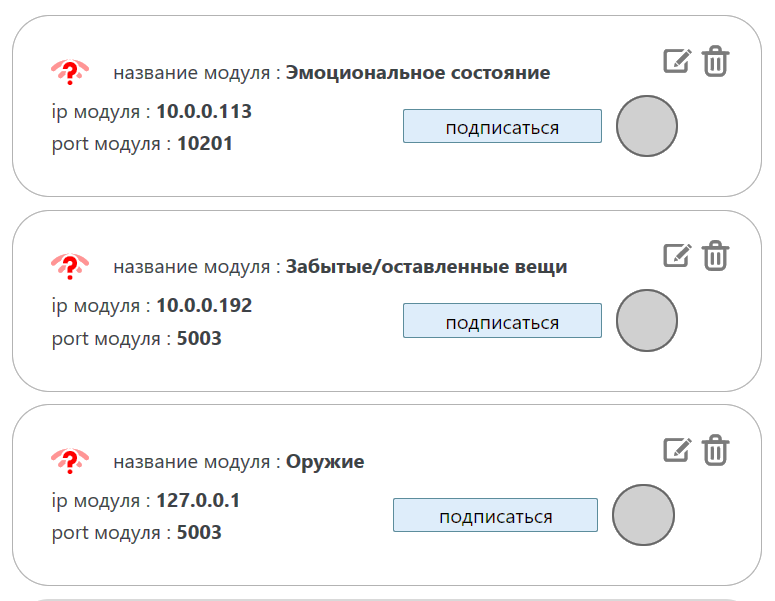 название модуля : Эмоциональное состояние
ip модуля : 10.0.0.113
port модуля : 10201
подписаться
название модуля : Забытые/оставленные вещи
ip модуля : 10.0.0.192
port модуля : 5003
подписаться
название модуля : Оружие
ip модуля : 127.0.0.1
port модуля : 5003
подписаться